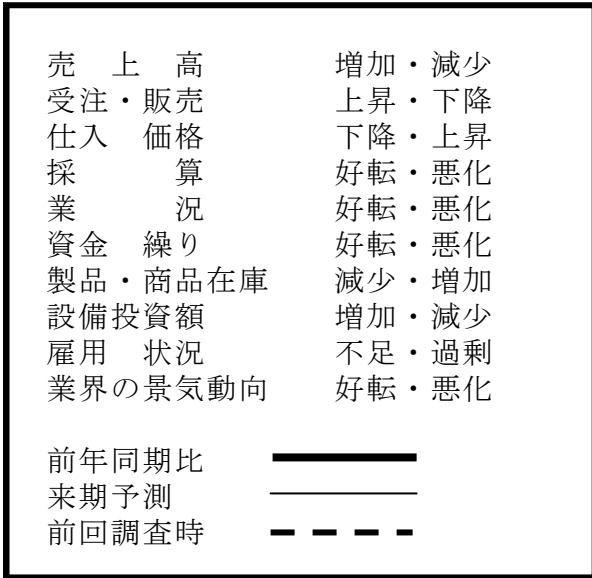 売　上　高　　　　増加・減少
受注・販売　　　　上昇・下降
仕入　価格　　　　下降・上昇
採　　　算　　　　好転・悪化
業　　　況　　　　好転・悪化
資金　繰り　　　　好転・悪化
製品・商品在庫　　減少・増加
設備投資額　　　　増加・減少
雇用　状況　　　　不足・過剰
業界の景気動向　　好転・悪化
前年同期比
来期予測
前回調査時